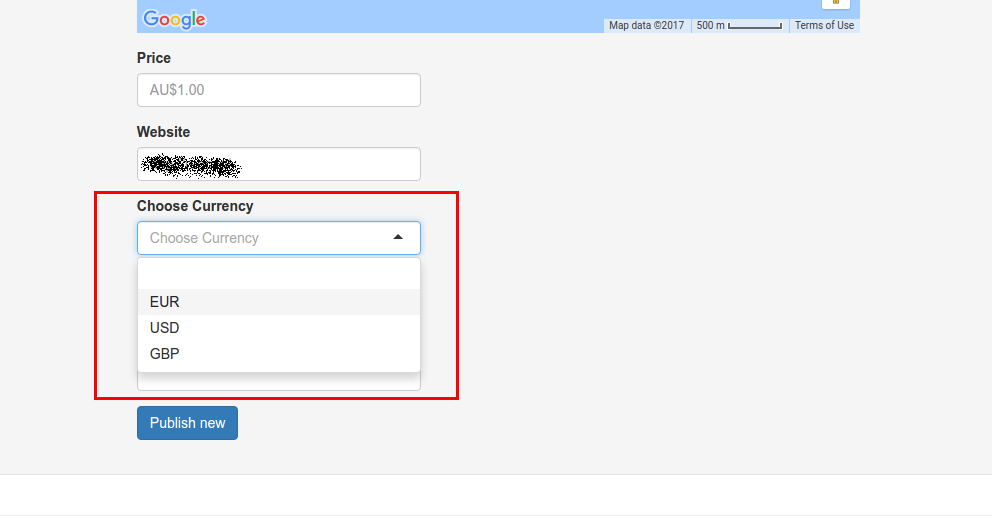 Google
Map data ©2017 500 m Terms of Use
Price
AU$1.00
Website
Choose Currency
Choose Currency
EUR
USD
GBP
Publish new